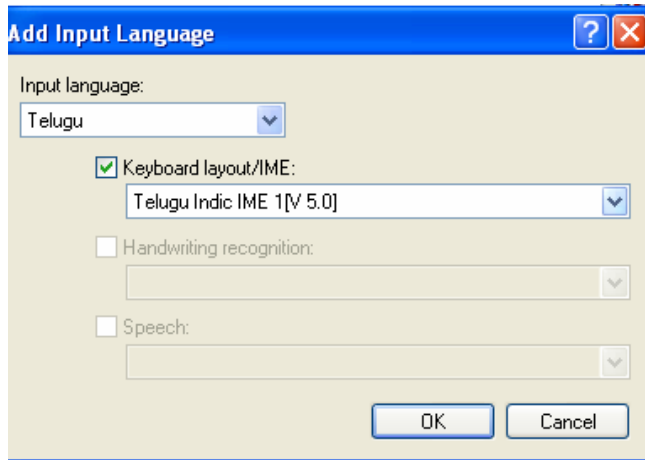 Add Input Language
Input language:
Telugu
Keyboard layout/IME:
Telugu Indic IME 1[V 5.0]
Handwriting recognition:
Speech:
OK Cancel